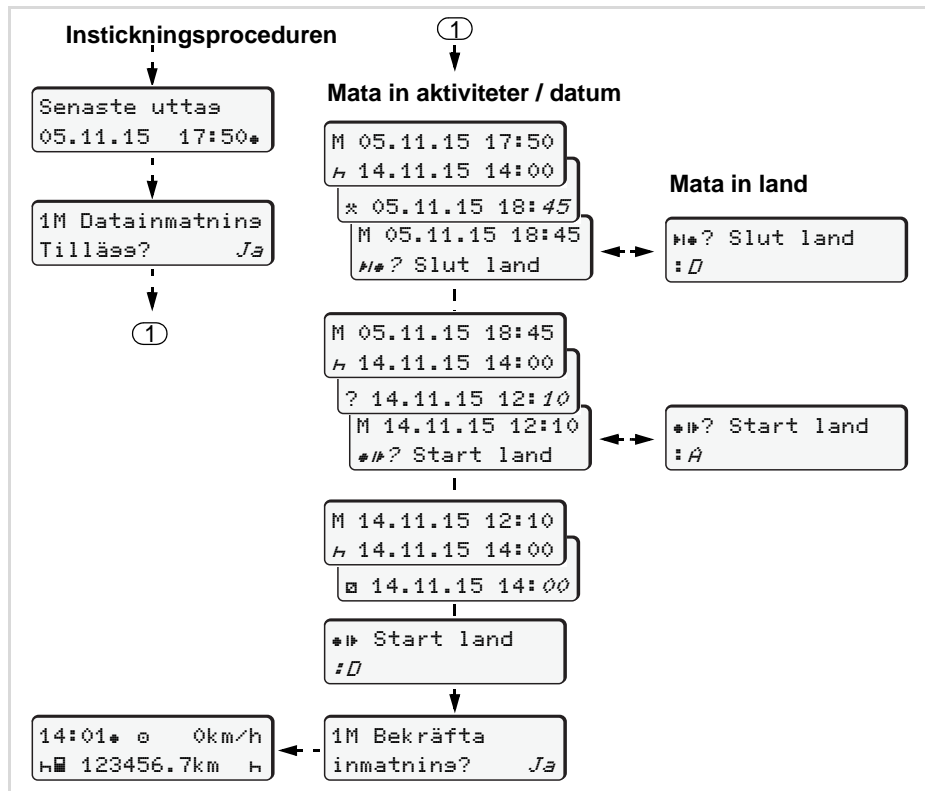 Instickningsproceduren
Senaste uttag
05.11.15 17:50
1M Datainmatning
Tillägg? Ja
1
1
Mata in aktiviteter / datum
M 05.11.15 17:50
14.11.15 14:00
05.11.15 18:45
M 05.11.15 18:45
? Slut land
Mata in land
? Slut land
:D
M 05.11.15 18:45
14.11.15 14:00
? 14.11.15 12:10
M 14.11.15 12:10
? Start land
? Start land
:A
M 14.11.15 12:10
14.11.15 14:00
14.11.15 14:00
Start land
:D
1M Bekräfta
inmatning? Ja
14:01 0km/h
123456.7km